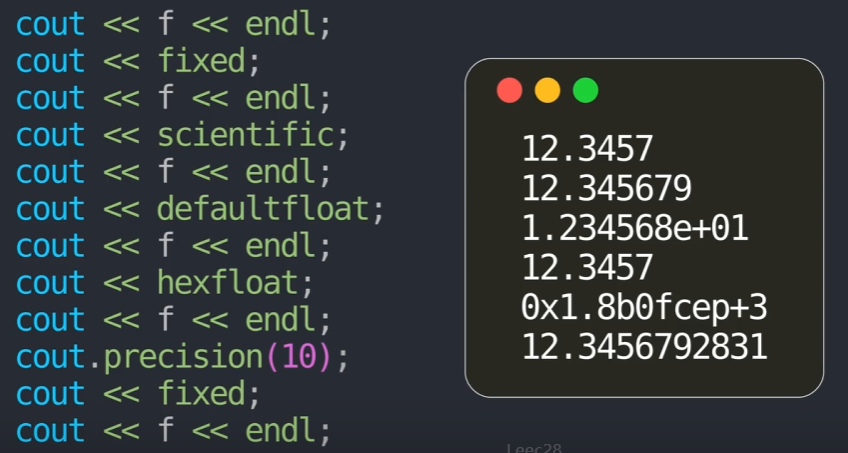 cout << f << endl;
cout << fixed;
cout << f << endl;
cout << scientific;
cout << f << endl;
cout << defaultfloat;
cout << f << endl;
cout << hexfloat;
cout << f << endl;
cout.precision(10);
cout << fixed;
cout << f << endl;
12.3457
12.345679
1.234568e+01
12.3457
0x1.8b0fcep+3
12.3456792831
Leec28